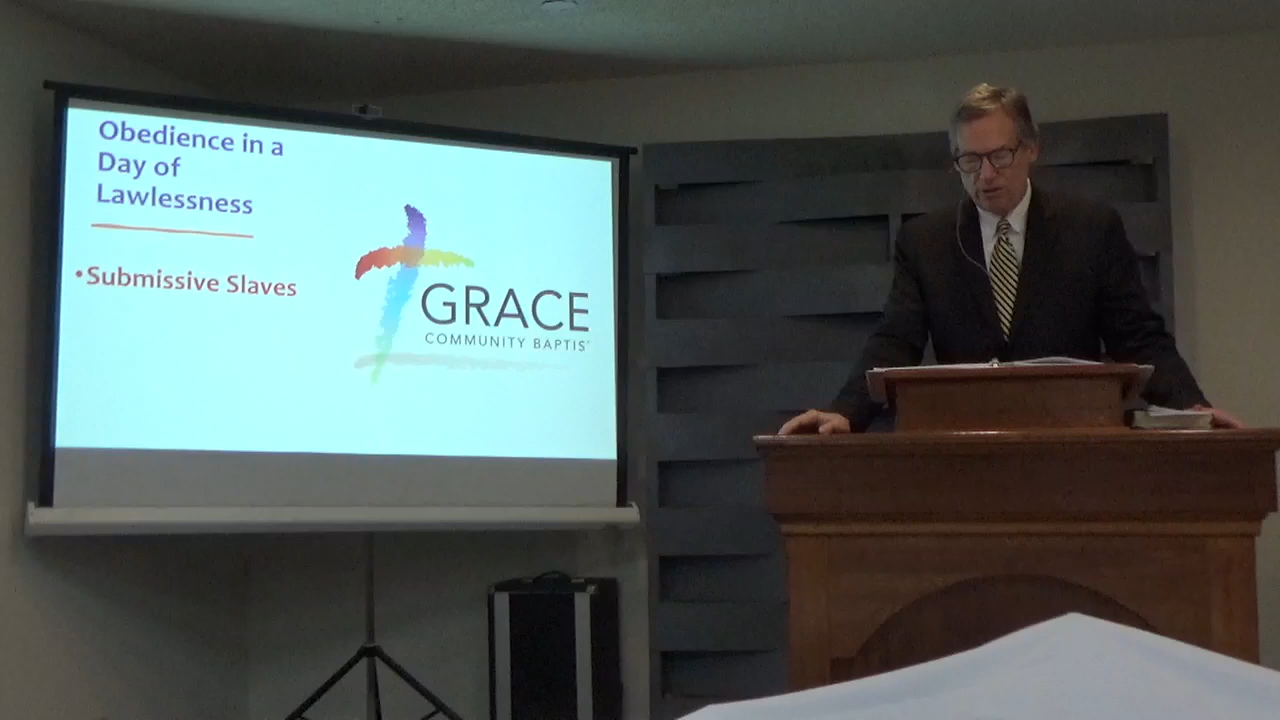 Obedience in a
Day of
Lawlessness
•Submissive Slaves
GRACE
COMMUNITY BAPTIS